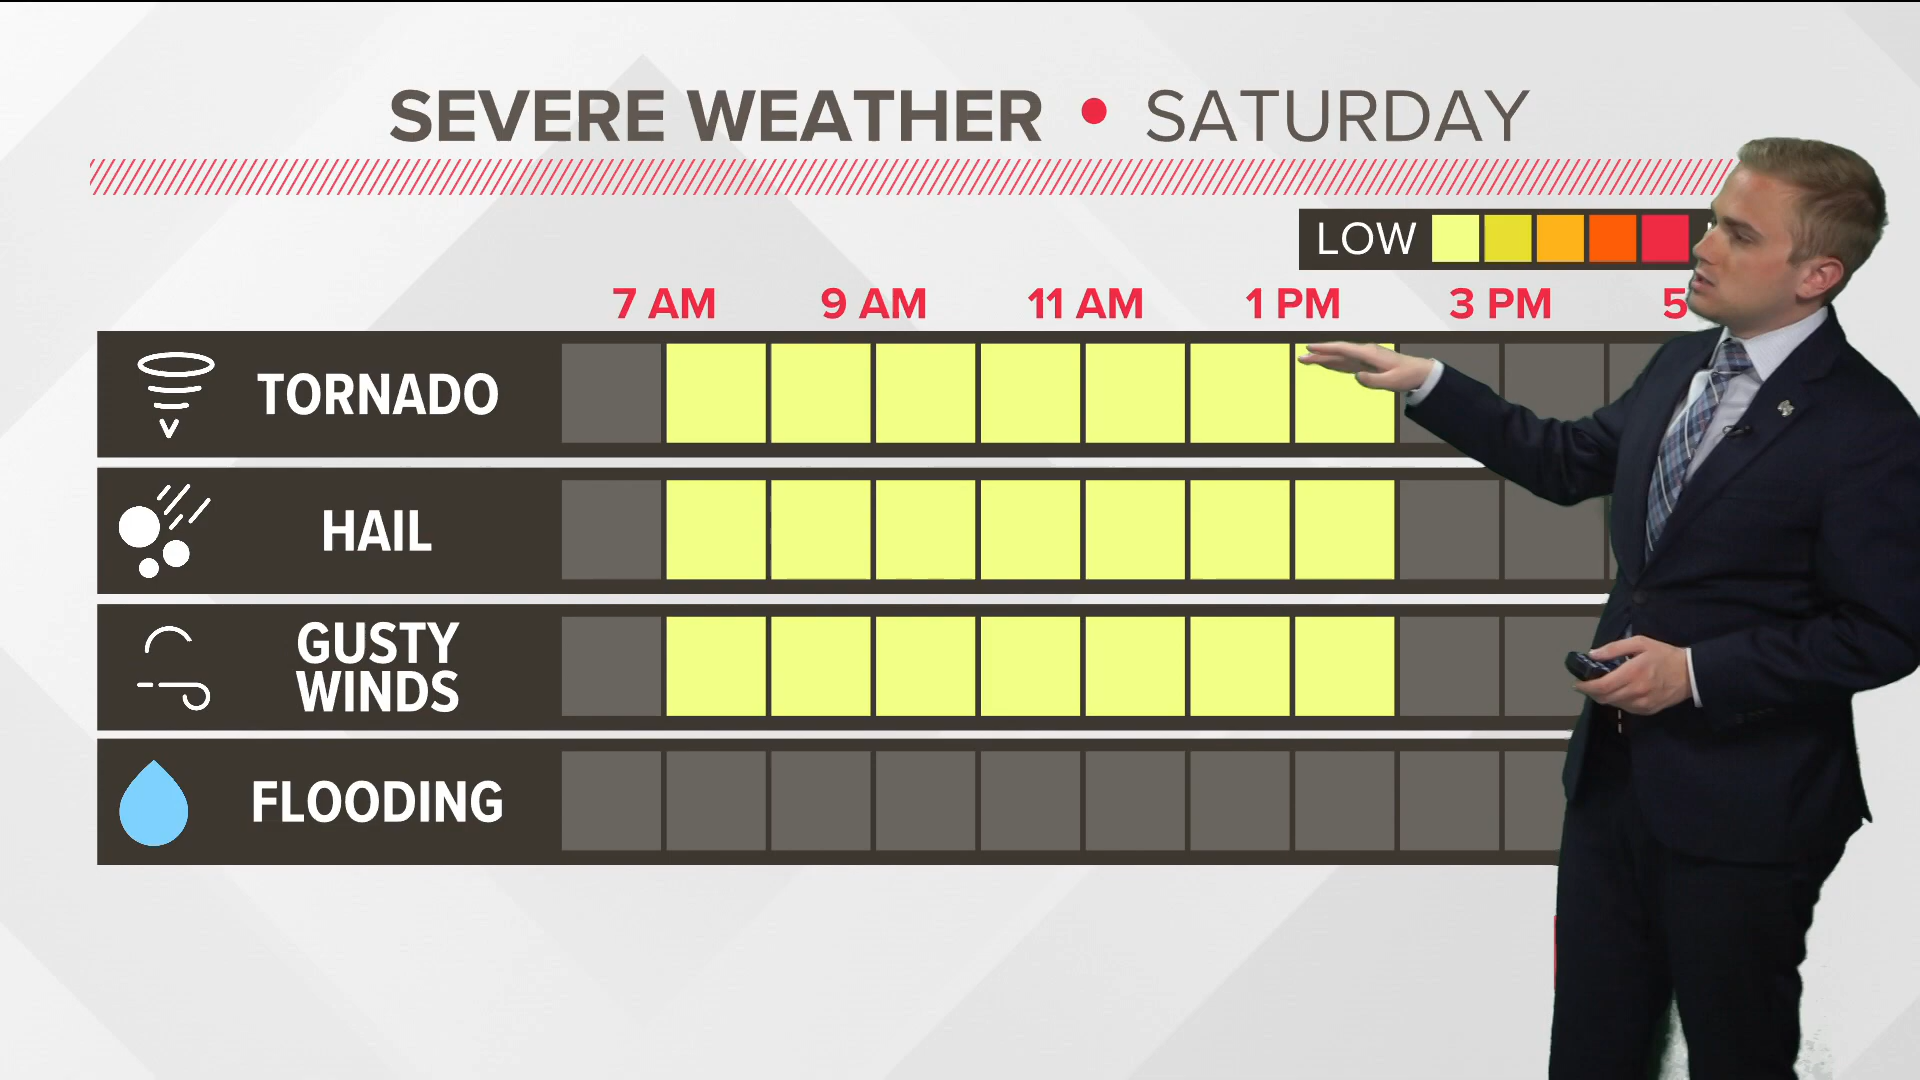 SEVERE WEATHER • SATURDAY
LOW
7 AM 9 AM 11 AM 1 PM 3 PM 5
TORNADO
HAIL
GUSTY
WINDS
FLOODING